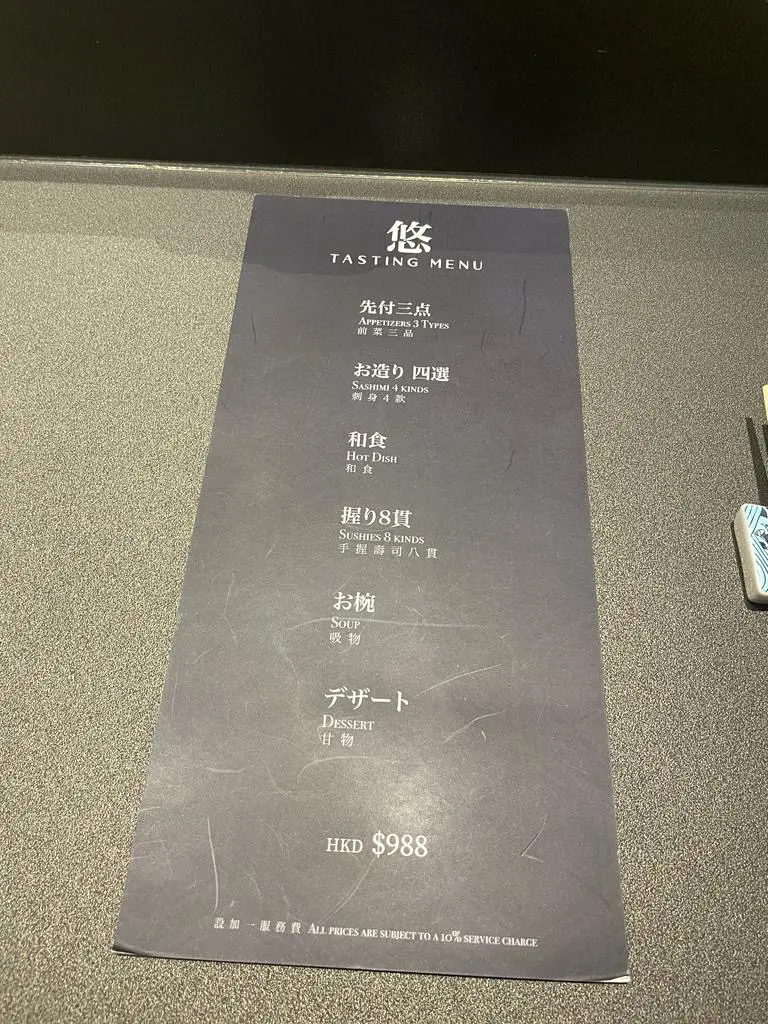 悠
TASTING MENU
先付三点
APPETIZERS 3 TYPES
前菜三品
お造り 四選
SASHIMI 4 KINDS
刺身4款
和食
HOT DISH
和食
握り8貫
SUSHIES 8 KINDS
手握壽司八貫
お椀
SOUP
吸物
デザート
DESSERT
甘物
HKD $988
設加一服務費 ALL PRICES ARE SUBJECT TO A 10% SERVICE CHARGE